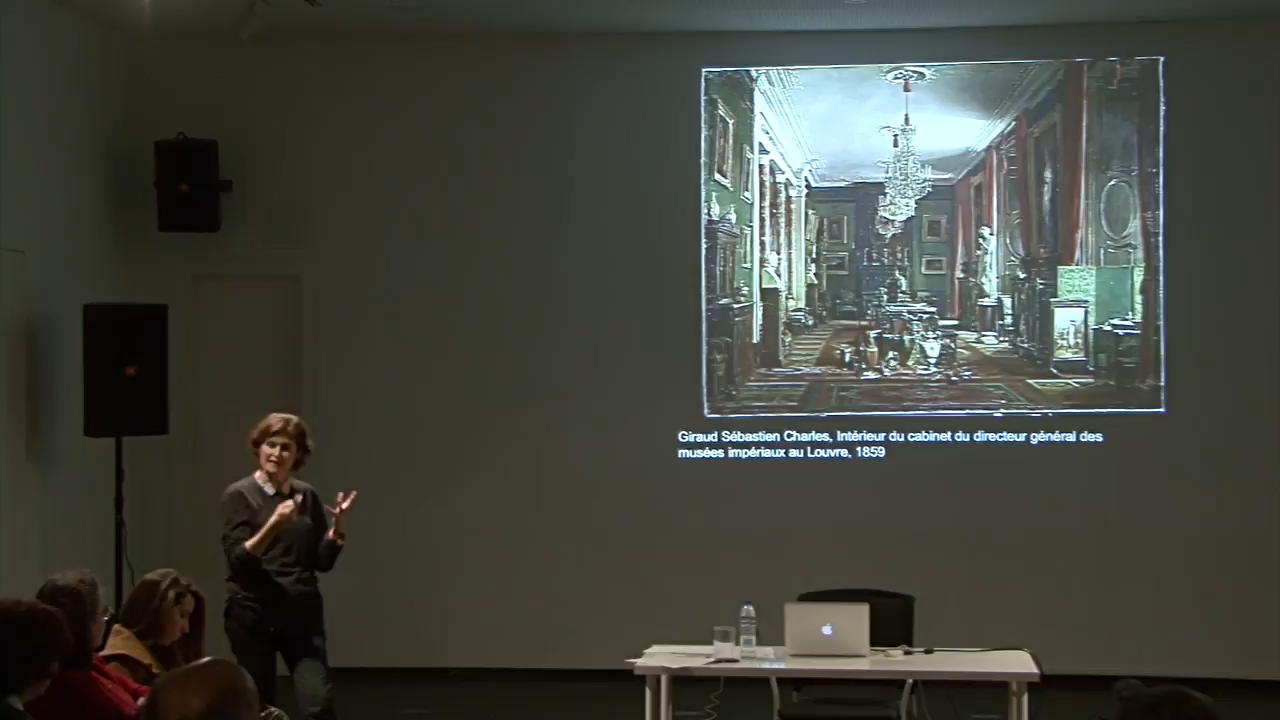 Giraud Sébastien Charles, Intérieur du cabinet du directeur général des
musées impériaux au Louvre, 1859